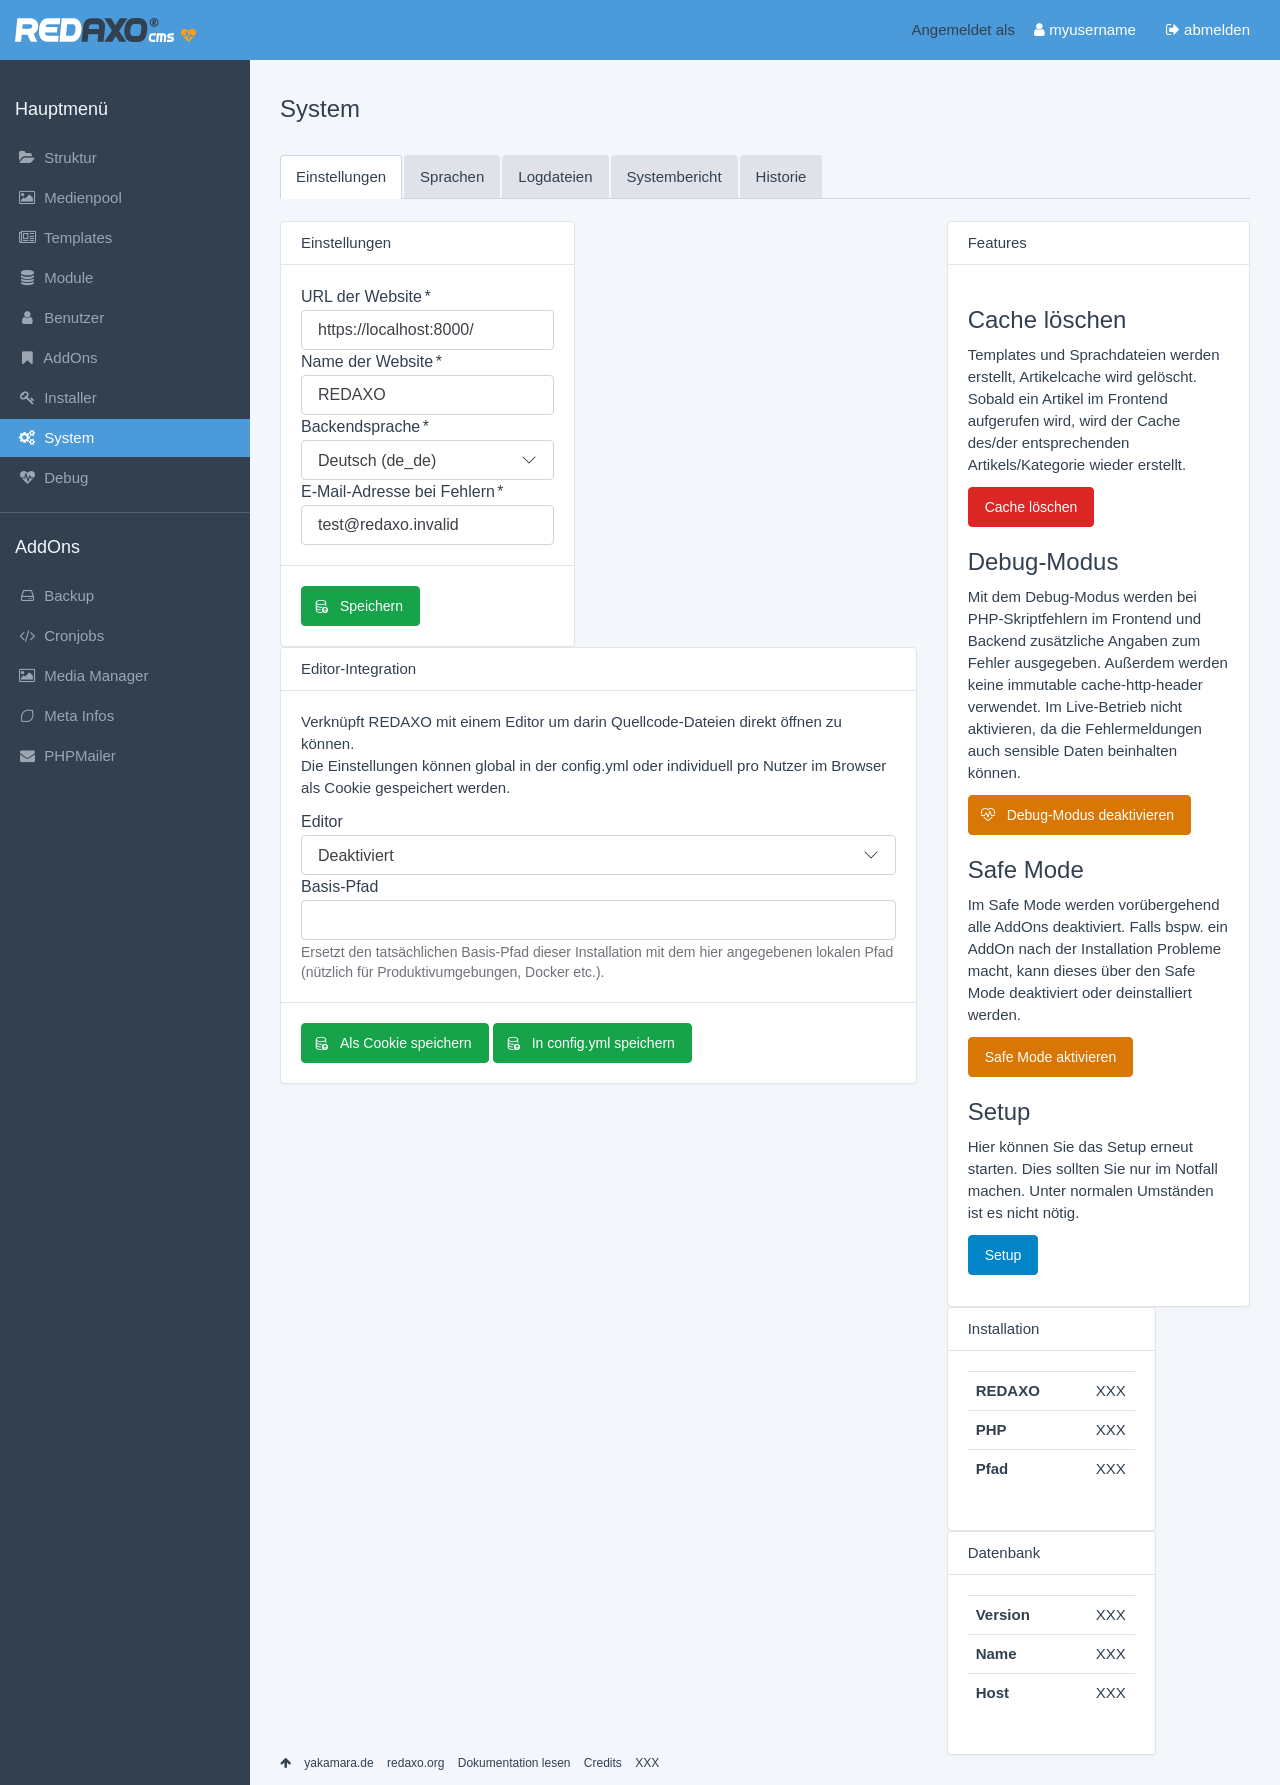 REDAXO® cms
Angemeldet als myusername abmelden
Hauptmenü
Struktur
Medienpool
Templates
Module
Benutzer
AddOns
Installer
System
Debug
AddOns
Backup
Cronjobs
Media Manager
Meta Infos
PHPMailer
System
Einstellungen Sprachen Logdateien Systembericht Historie
Einstellungen
URL der Website *
https://localhost:8000/
Name der Website *
REDAXO
Backendsprache *
Deutsch (de_de)
E-Mail-Adresse bei Fehlern *
test@redaxo.invalid
Speichern
Editor-Integration
Verknüpft REDAXO mit einem Editor um darin Quellcode-Dateien direkt öffnen zu
können.
Die Einstellungen können global in der config.yml oder individuell pro Nutzer im Browser
als Cookie gespeichert werden.
Editor
Deaktiviert
Basis-Pfad
Ersetzt den tatsächlichen Basis-Pfad dieser Installation mit dem hier angegebenen lokalen Pfad
(nützlich für Produktivumgebungen, Docker etc.).
Als Cookie speichern In config.yml speichern
Features
Cache löschen
Templates und Sprachdateien werden
erstellt, Artikelcache wird gelöscht.
Sobald ein Artikel im Frontend
aufgerufen wird, wird der Cache
des/der entsprechenden
Artikels/Kategorie wieder erstellt.
Cache löschen
Debug-Modus
Mit dem Debug-Modus werden bei
PHP-Skriptfehlern im Frontend und
Backend zusätzliche Angaben zum
Fehler ausgegeben. Außerdem werden
keine immutable cache-http-header
verwendet. Im Live-Betrieb nicht
aktivieren, da die Fehlermeldungen
auch sensible Daten beinhalten
können.
Debug-Modus deaktivieren
Safe Mode
Im Safe Mode werden vorübergehend
alle AddOns deaktiviert. Falls bspw. ein
AddOn nach der Installation Probleme
macht, kann dieses über den Safe
Mode deaktiviert oder deinstalliert
werden.
Safe Mode aktivieren
Setup
Hier können Sie das Setup erneut
starten. Dies sollten Sie nur im Notfall
machen. Unter normalen Umständen
ist es nicht nötig.
Setup
Installation
REDAXO XXX
PHP XXX
Pfad XXX
Datenbank
Version XXX
Name XXX
Host XXX
yakamara.de redaxo.org Dokumentation lesen Credits XXX